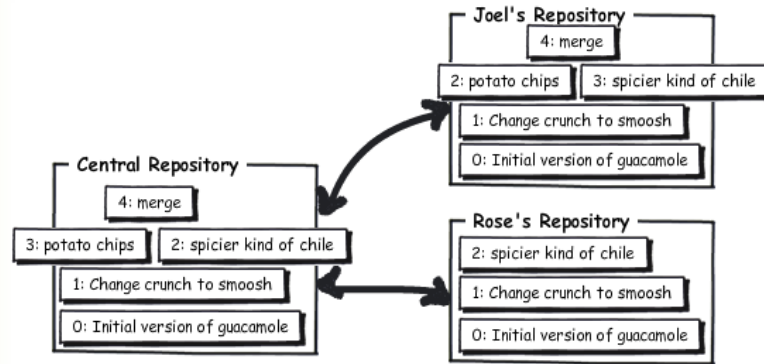 Joel's Repository
4: merge
2: potato chips
3: spicier kind of chile
1: Change crunch to smoosh
0: Initial version of guacamole
Central Repository
4: merge
3: potato chips
2: spicier kind of chile
1: Change crunch to smoosh
0: Initial version of guacamole
Rose's Repository
2: spicier kind of chile
1: Change crunch to smoosh
0: Initial version of guacamole